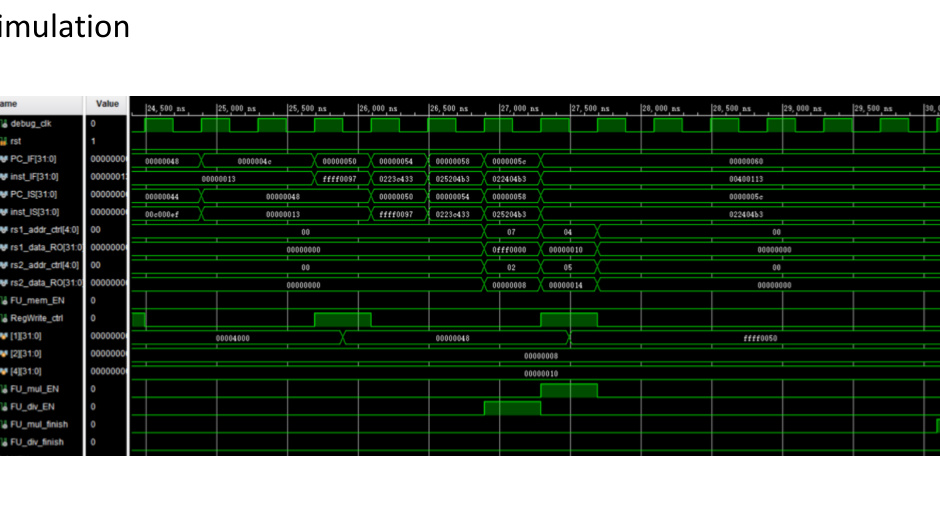 imulation
ame Value
24,500 ns 25,000 ns 25,500 ns 26,000 ns 26,500 ns 27,000 ns 27,500 ns 28,000 ns 28,500 ns 29,000 ns 29,500 ns 30,
debug_clk 0
rst 1
PC_IF[31:0] 0000000 00000048 0000004c 00000050 00000054 00000058 0000005c 00000060
inst_IF[31:0] 0000001 00000013 ffff0097 0223c433 025204b3 022404b3 00400113
PC_IS[31:0] 0000000 00000044 00000048 00000050 00000054 00000058 0000005c
inst_IS[31:0] 0000000 00c000ef 00000013 ffff0097 0223c433 025204b3 022404b3
rs1_addr_ctrl[4:0] 00 00 07 04 00
rs1_data_RO[31:0 0000000 00000000 0fff0000 00000010 00000000
rs2_addr_ctrl[4:0] 00 00 02 05 00
rs2_data_RO[31:0 0000000 00000000 00000008 00000014 00000000
FU_mem_EN 0
RegWrite_ctrl 0
[1][31:0] 0000000 00004000 00000048 ffff0050
[2][31:0] 0000000 00000008
[4][31:0] 0000000 00000010
FU_mul_EN 0
FU_div_EN 0
FU_mul_finish 0
FU_div_finish 0